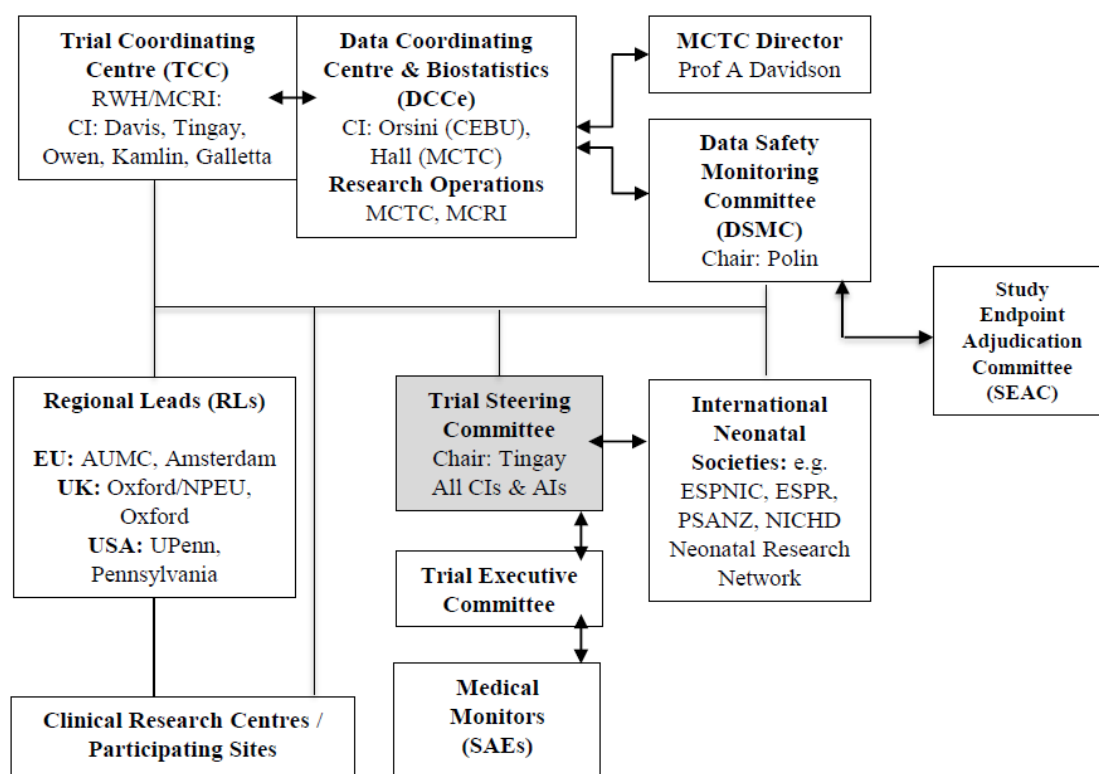 Trial Coordinating
Centre (TCC)
RWH/MCRI:
CI: Davis, Tingay,
Owen, Kamlin, Galletta
Data Coordinating
Centre & Biostatistics
(DCCe)
CI: Orsini (CEBU),
Hall (MCTC)
Research Operations
MCTC, MCRI
MCTC Director
Prof A Davidson
Data Safety
Monitoring
Committee
(DSMC)
Chair: Polin
Study
Endpoint
Adjudication
Committee
(SEAC)
Regional Leads (RLs)
EU: AUMC, Amsterdam
UK: Oxford/NPEU,
Oxford
USA: UPenn,
Pennsylvania
Trial Steering
Committee
Chair: Tingay
All CIs & AIs
International
Neonatal
Societies: e.g.
ESPNIC, ESPR,
PSANZ, NICHD
Neonatal Research
Network
Trial Executive
Committee
Medical
Monitors
(SAEs)
Clinical Research Centres /
Participating Sites